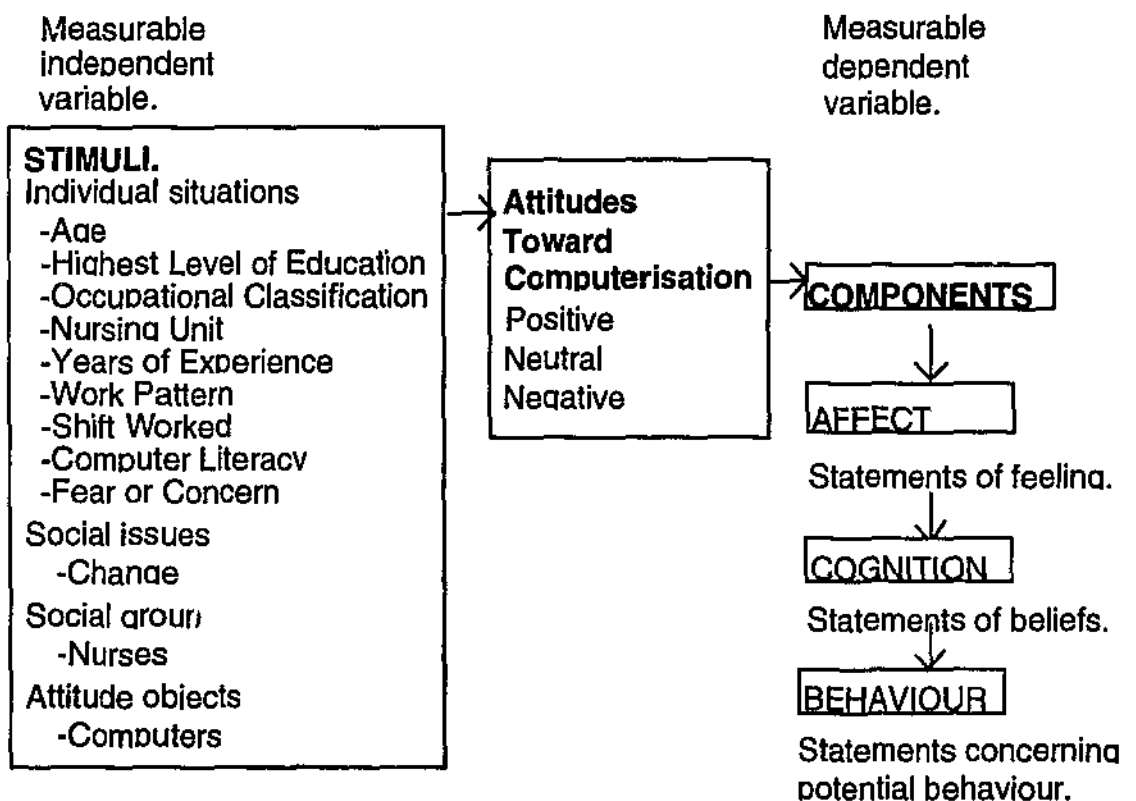 Measurable
independent
variable.
STIMULI.
Individual situations
-Age
-Highest Level of Education
-Occupational Classification
-Nursing Unit
-Years of Experience
-Work Pattern
-Shift Worked
-Computer Literacy
-Fear or Concern
Social issues
-Change
Social group
-Nurses
Attitude objects
-Computers
Attitudes
Toward
Computerisation
Positive
Neutral
Negative
Measurable
dependent
variable.
COMPONENTS
AFFECT
Statements of feeling.
COGNITION
Statements of beliefs.
BEHAVIOUR
Statements concerning
potential behaviour.